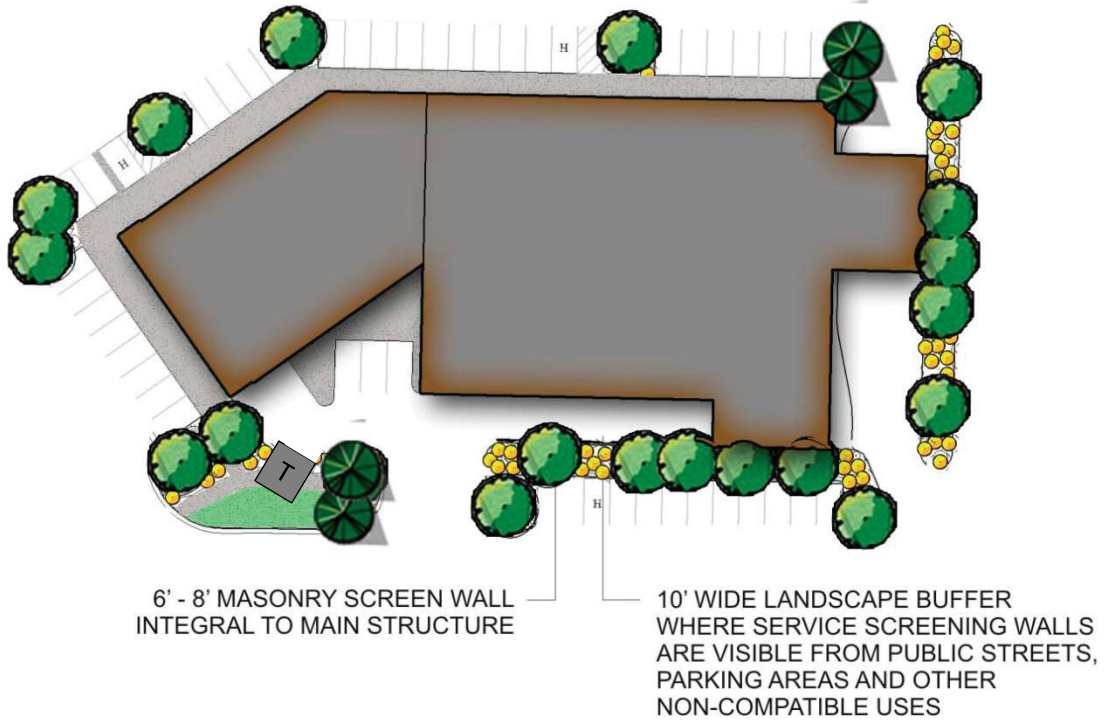 H
H
T
H
6' - 8' MASONRY SCREEN WALL
INTEGRAL TO MAIN STRUCTURE
10' WIDE LANDSCAPE BUFFER
WHERE SERVICE SCREENING WALLS
ARE VISIBLE FROM PUBLIC STREETS,
PARKING AREAS AND OTHER
NON-COMPATIBLE USES